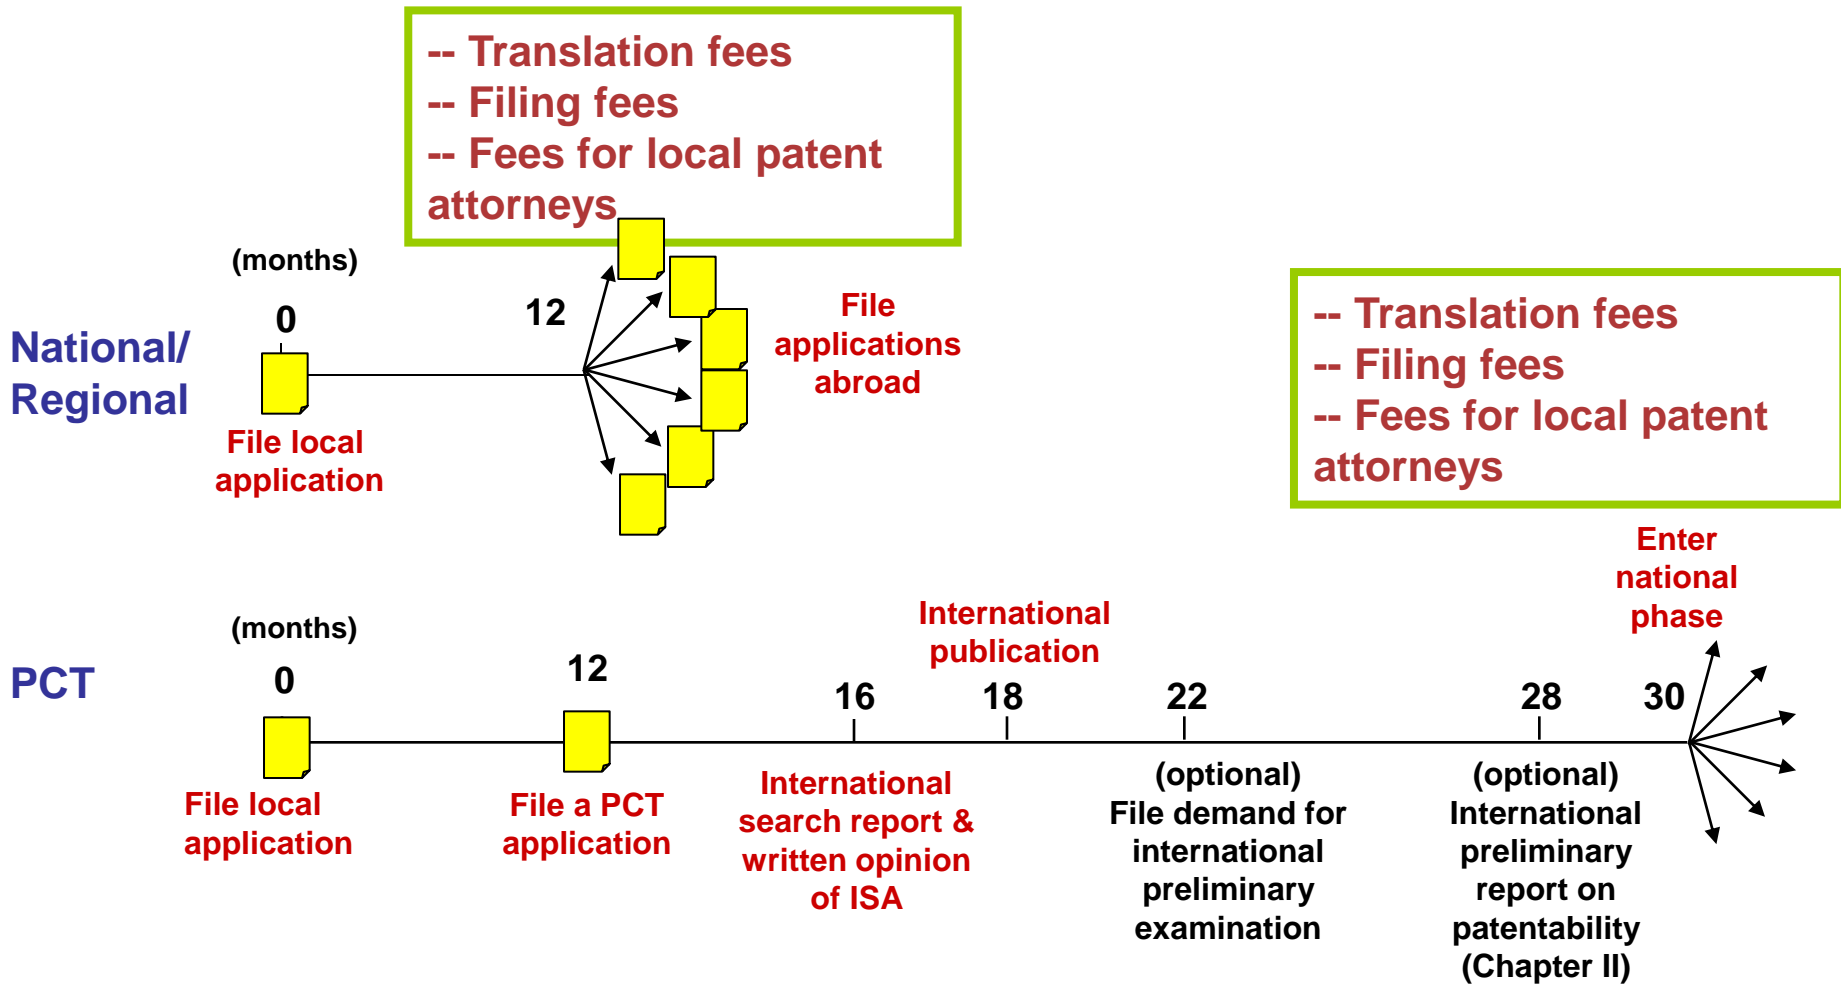 -- Translation fees
-- Filing fees
-- Fees for local patent
attorneys
(months)
0
12
National/
Regional
File local
application
File
applications
abroad
-- Translation fees
-- Filing fees
-- Fees for local patent
attorneys
Enter
national
phase
(months)
PCT
0
12
16
International
publication
18
22
28
30
File local
application
File a PCT
application
International
search report &
written opinion
of ISA
(optional)
File demand for
international
preliminary
examination
(optional)
International
preliminary
report on
patentability
(Chapter II)